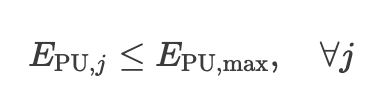 E_{PU,j} ≤ E_{PU,max}, ∀j